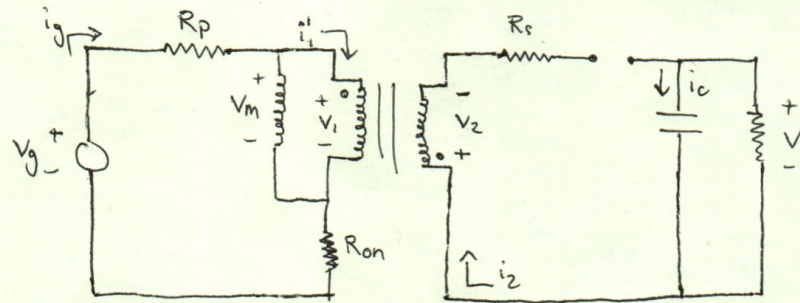 ig
Rp
i1
Rs
+
Vm
-
+
V1
-
-
V2
+
ic
+
V
-
Vg
+
-
Ron
i2